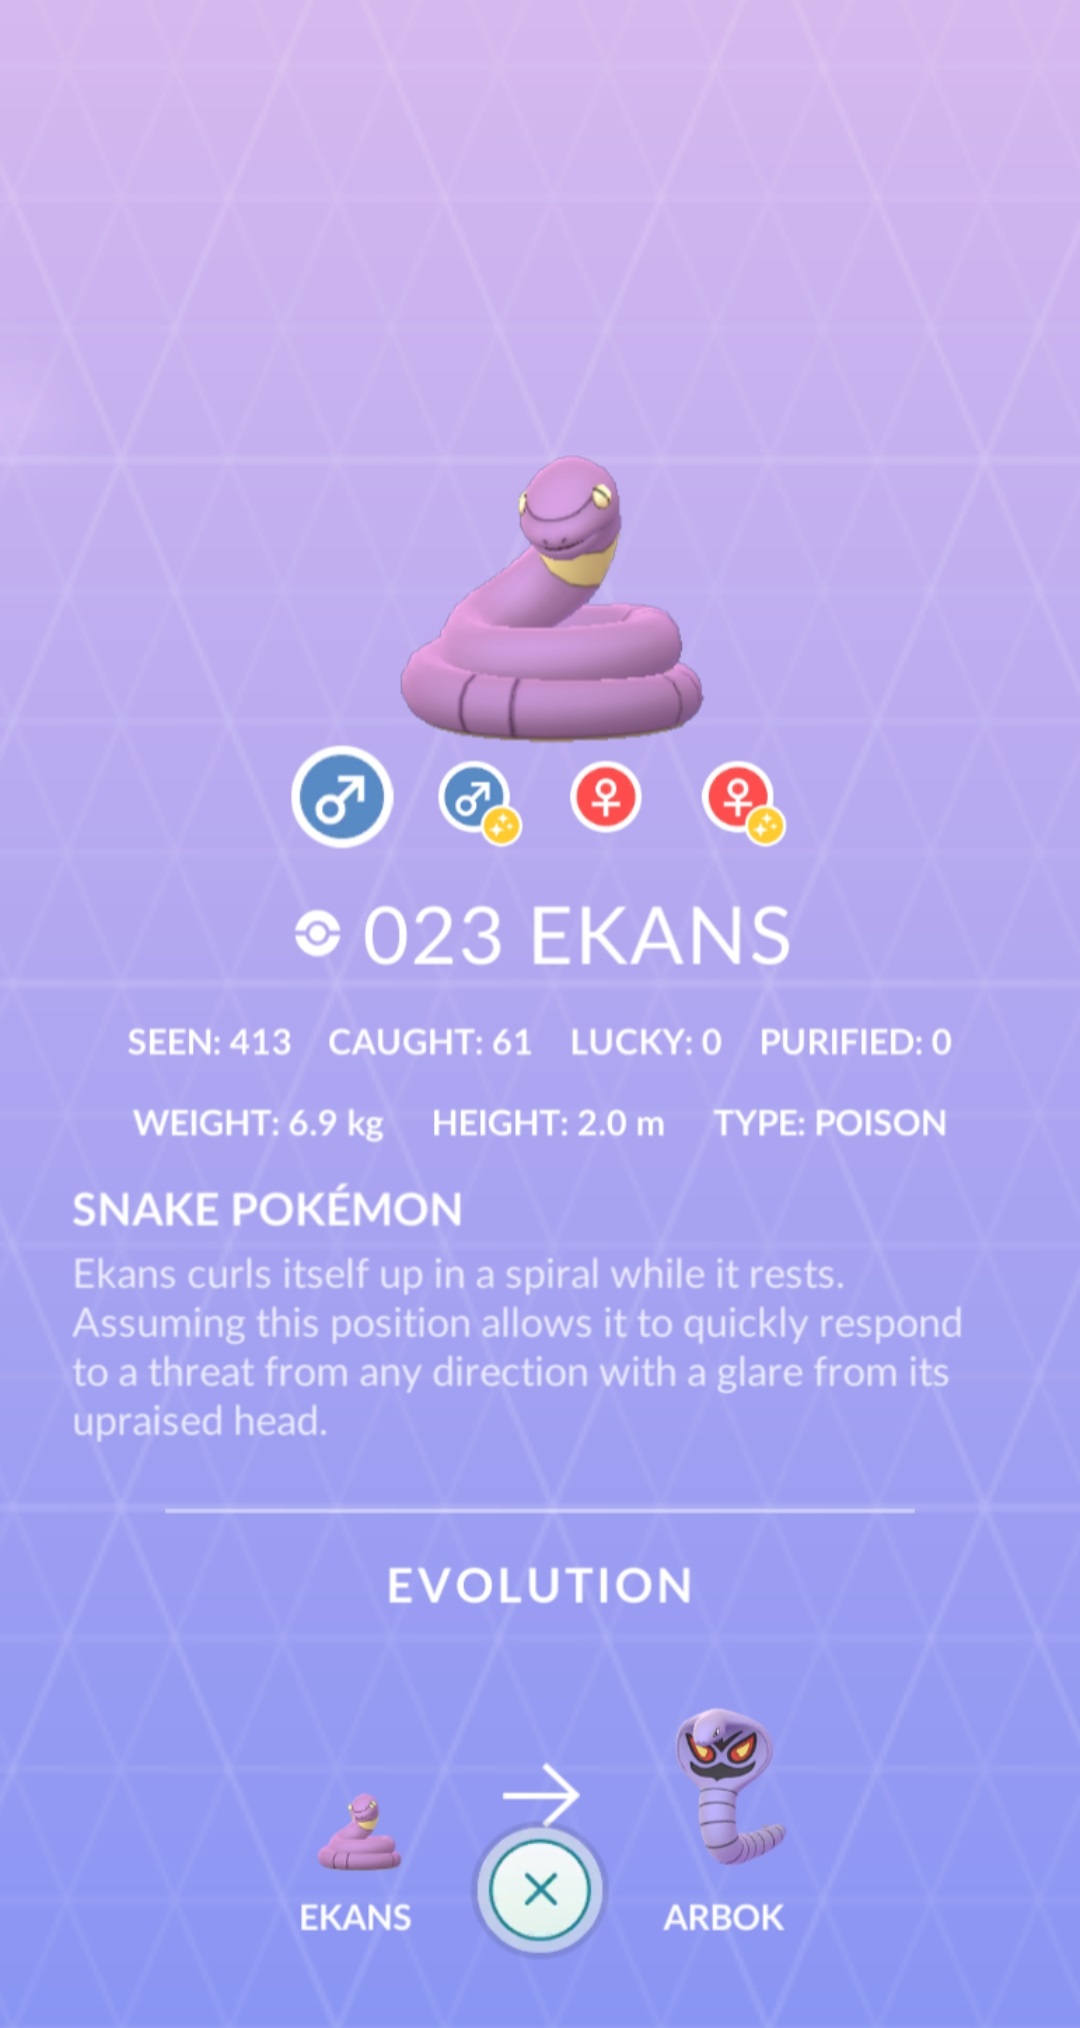 023 EKANS
SEEN: 413 CAUGHT: 61 LUCKY: 0 PURIFIED: 0
WEIGHT: 6.9 kg HEIGHT: 2.0 m TYPE: POISON
SNAKE POKÉMON
Ekans curls itself up in a spiral while it rests.
Assuming this position allows it to quickly respond
to a threat from any direction with a glare from its
upraised head.
EVOLUTION
EKANS ARBOK